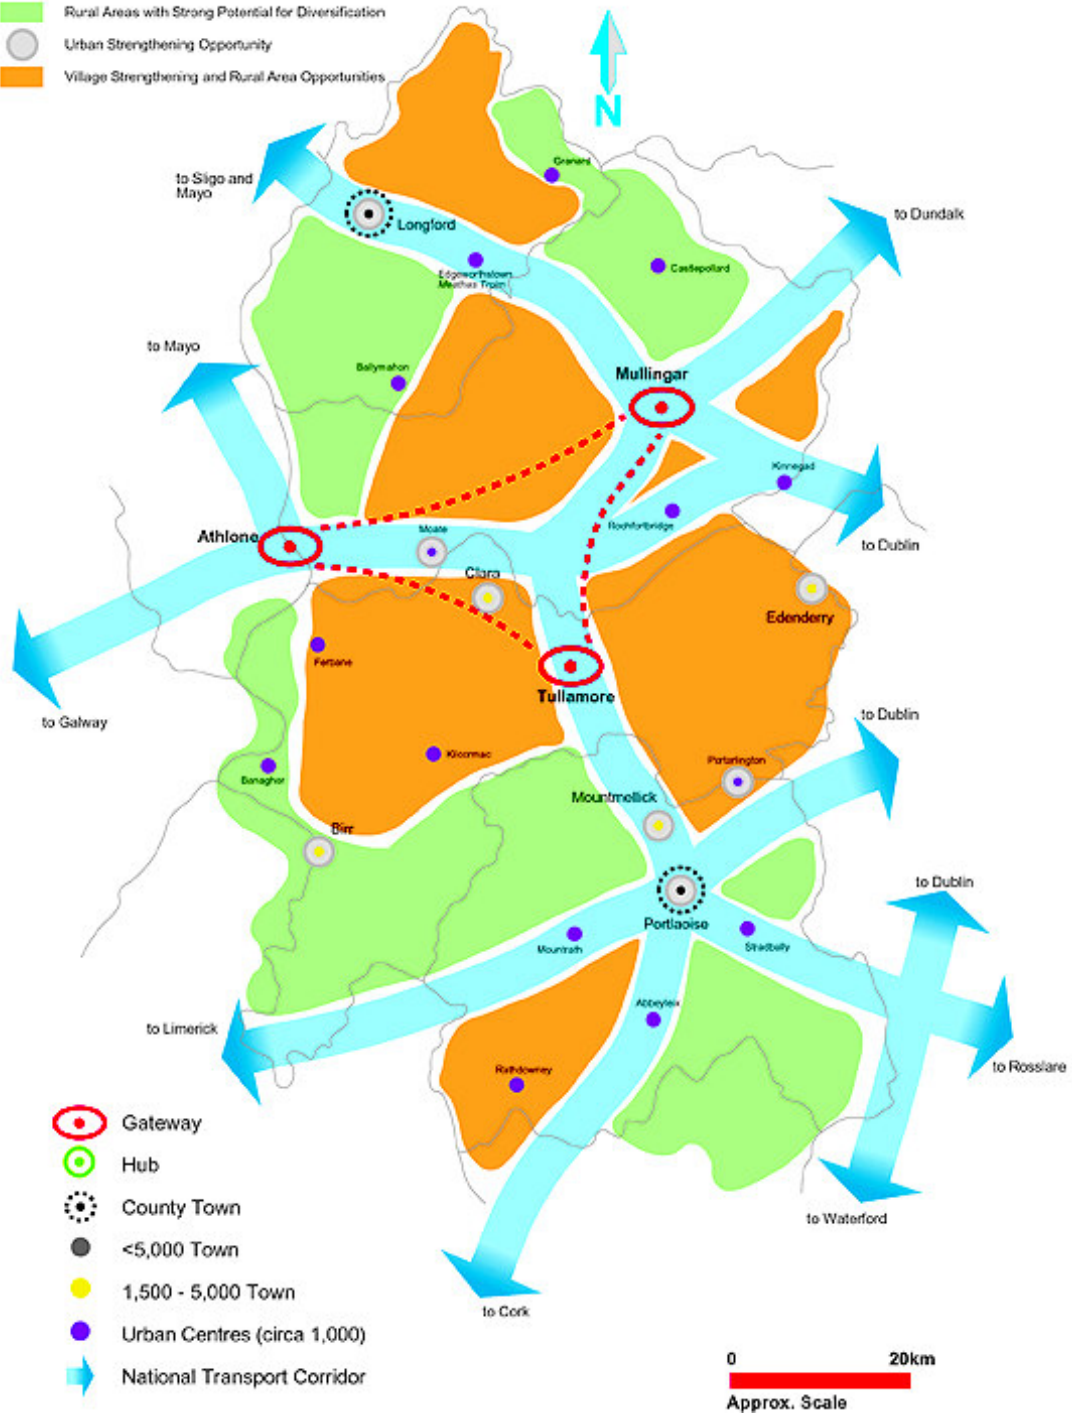 Rural Areas with Strong Potential for Diversification
Urban Strengthening Opportunity
Village Strengthening and Rural Area Opportunities
N
Granard
to Sligo and
Mayo
to Dundalk
Longford
Castlepollard
Edgeworthstown
Meathas Troim
to Mayo
Ballymahon
Mullingar
Kinnegad
Rochfortbridge
Athlone
Moate
to Dublin
Clara
Edenderry
Ferbane
Tullamore
to Galway
to Dublin
Kilcormac
Portarlington
Banagher
Mountmellick
Birr
to Dublin
Portlaoise
Mountrath
Stradbally
Abbeyleix
to Limerick
to Rosslare
Rathdowney
Gateway
Hub
County Town
<5,000 Town
1,500 - 5,000 Town
Urban Centres (circa 1,000)
National Transport Corridor
to Waterford
to Cork
0 20km
Approx. Scale